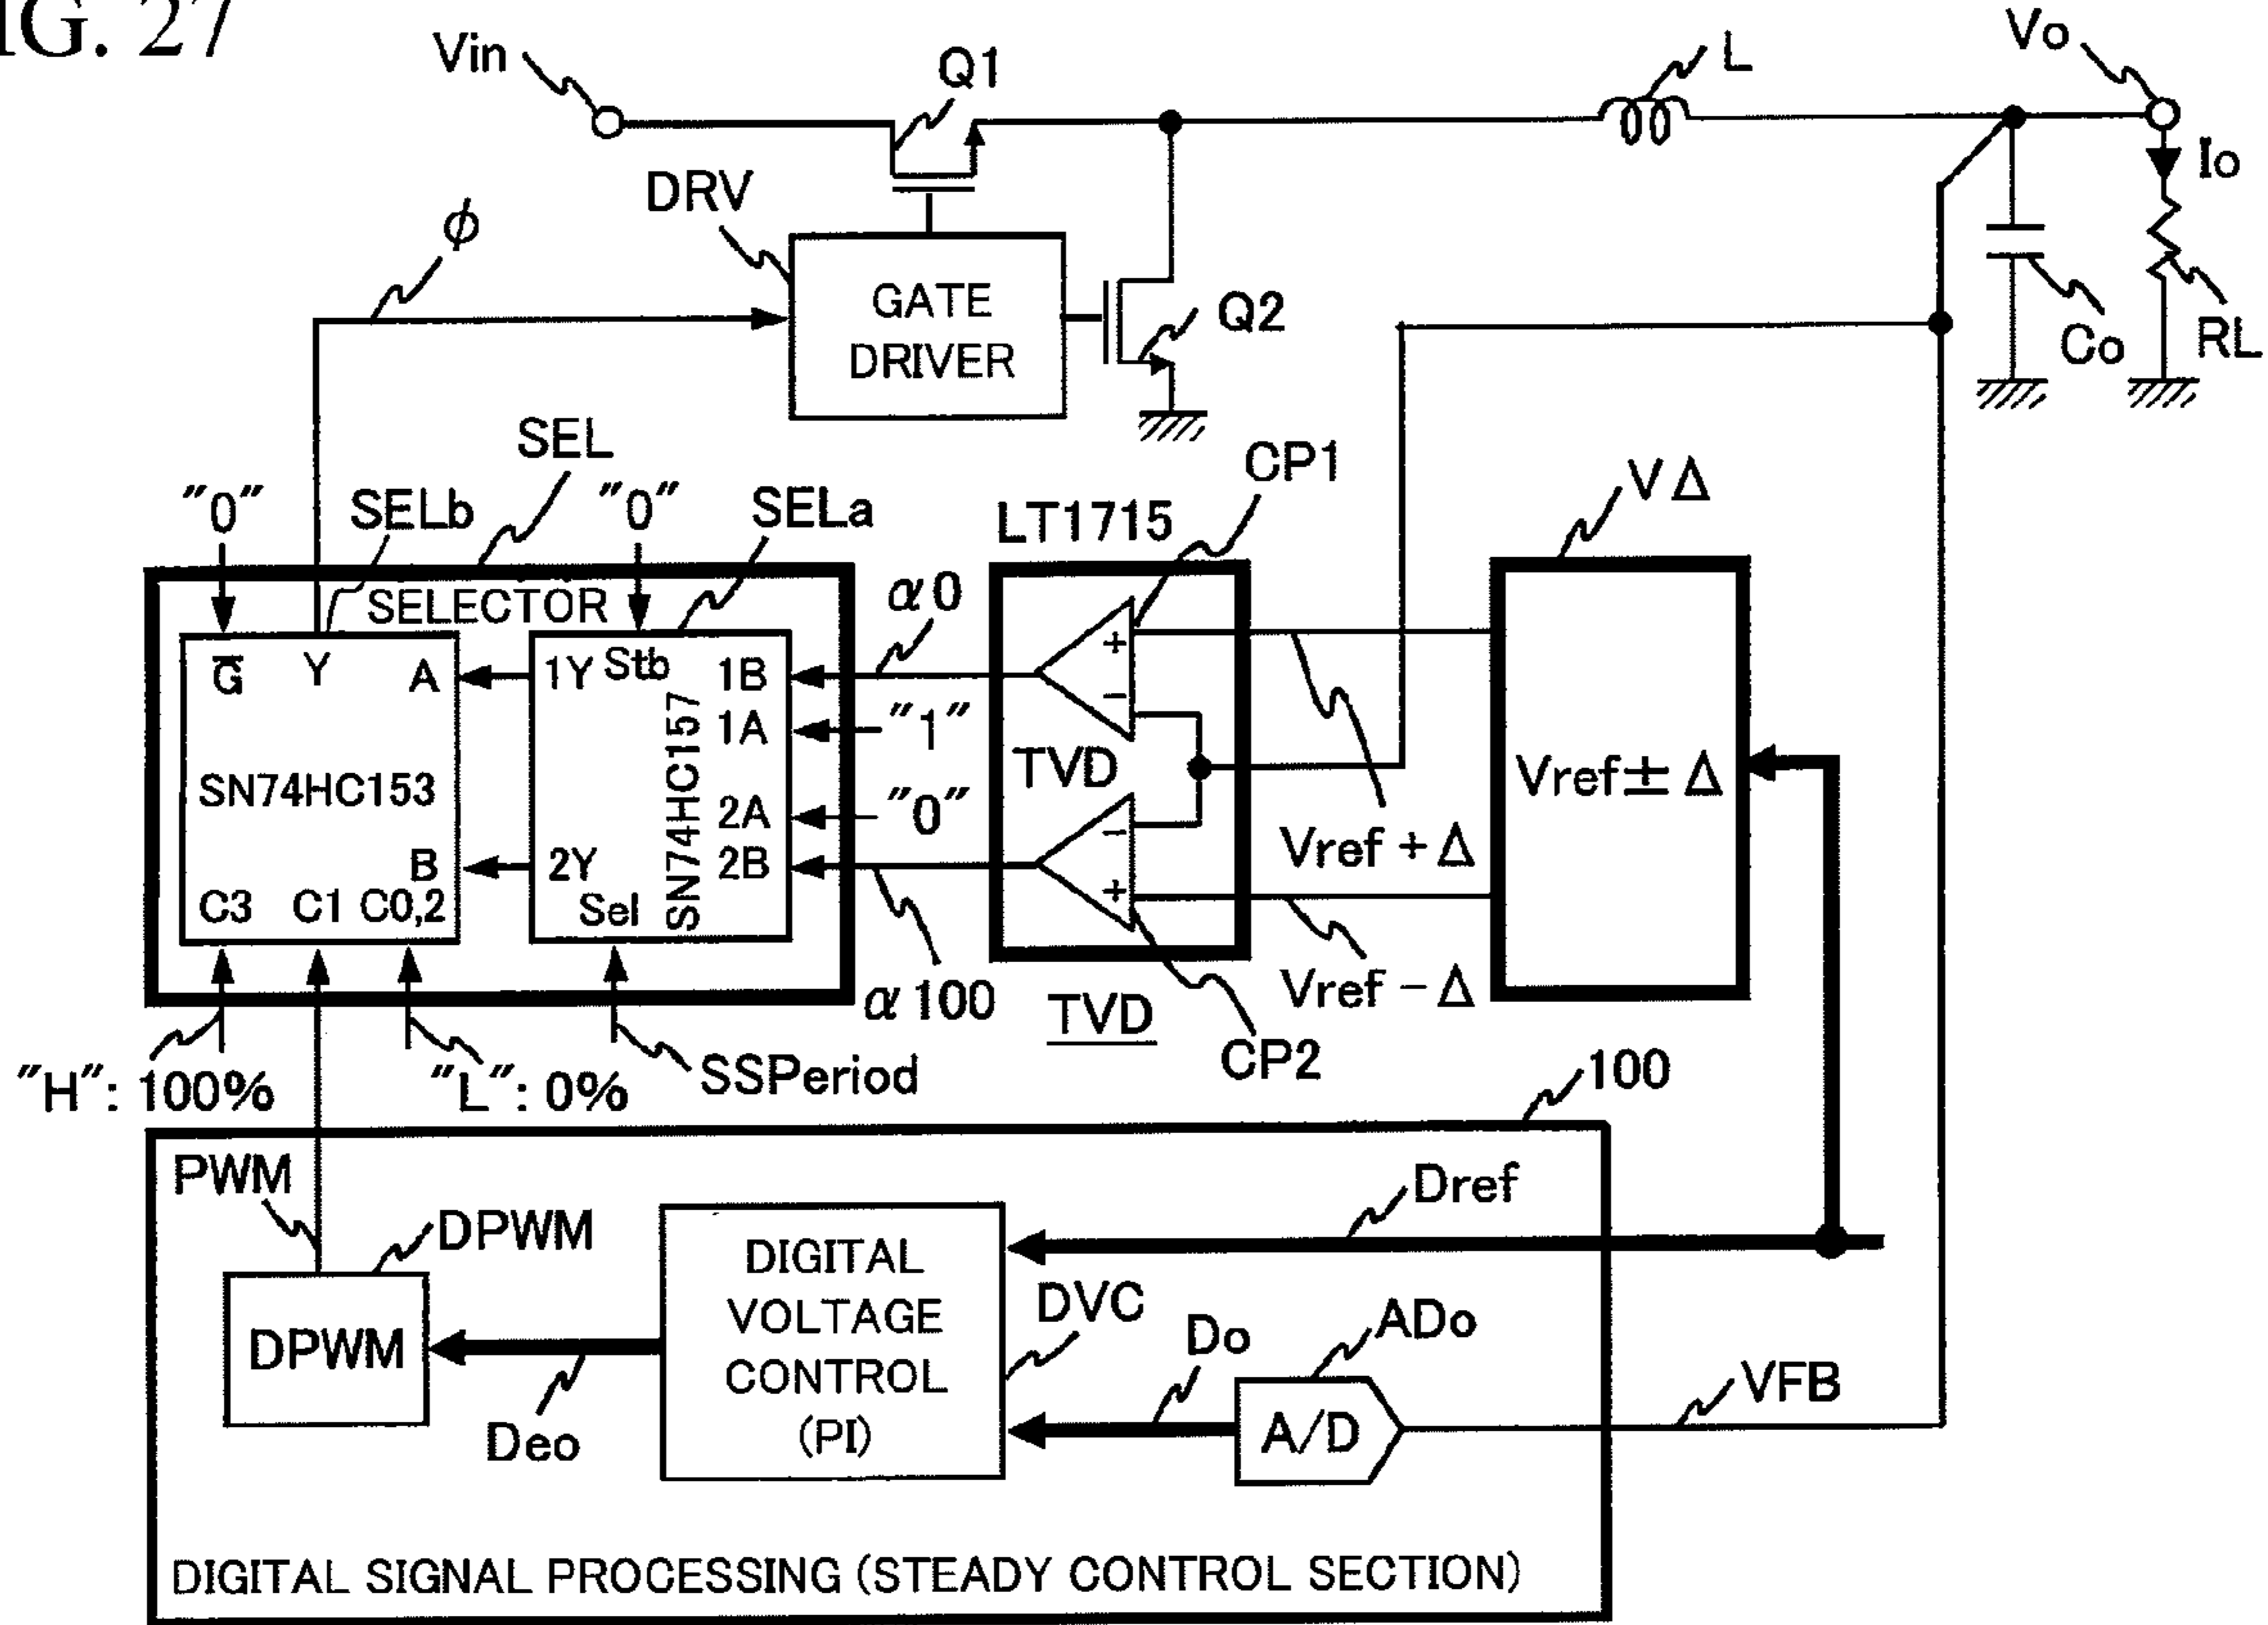 IG. 27
Vin
Q1
L
Vo
Io
DRV
ϕ
GATE
DRIVER
Q2
Co
RL
SEL
CP1
VΔ
"0"
SELb
"0"
SELa
LT1715
α0
SELECTOR
G̅
Y
A
1Y
Stb
1B
+
−
"1"
1A
TVD
SN74HC153
SN74HC157
Vref ± Δ
2A
"0"
−
+
B
2Y
2B
Vref + Δ
C3
C1
C0,2
Sel
α100
Vref − Δ
TVD
CP2
"H": 100%
"L": 0%
SSPeriod
100
PWM
DPWM
Dref
DIGITAL
VOLTAGE
CONTROL
(PI)
DVC
Do
ADo
DPWM
VFB
Deo
A/D
DIGITAL SIGNAL PROCESSING (STEADY CONTROL SECTION)